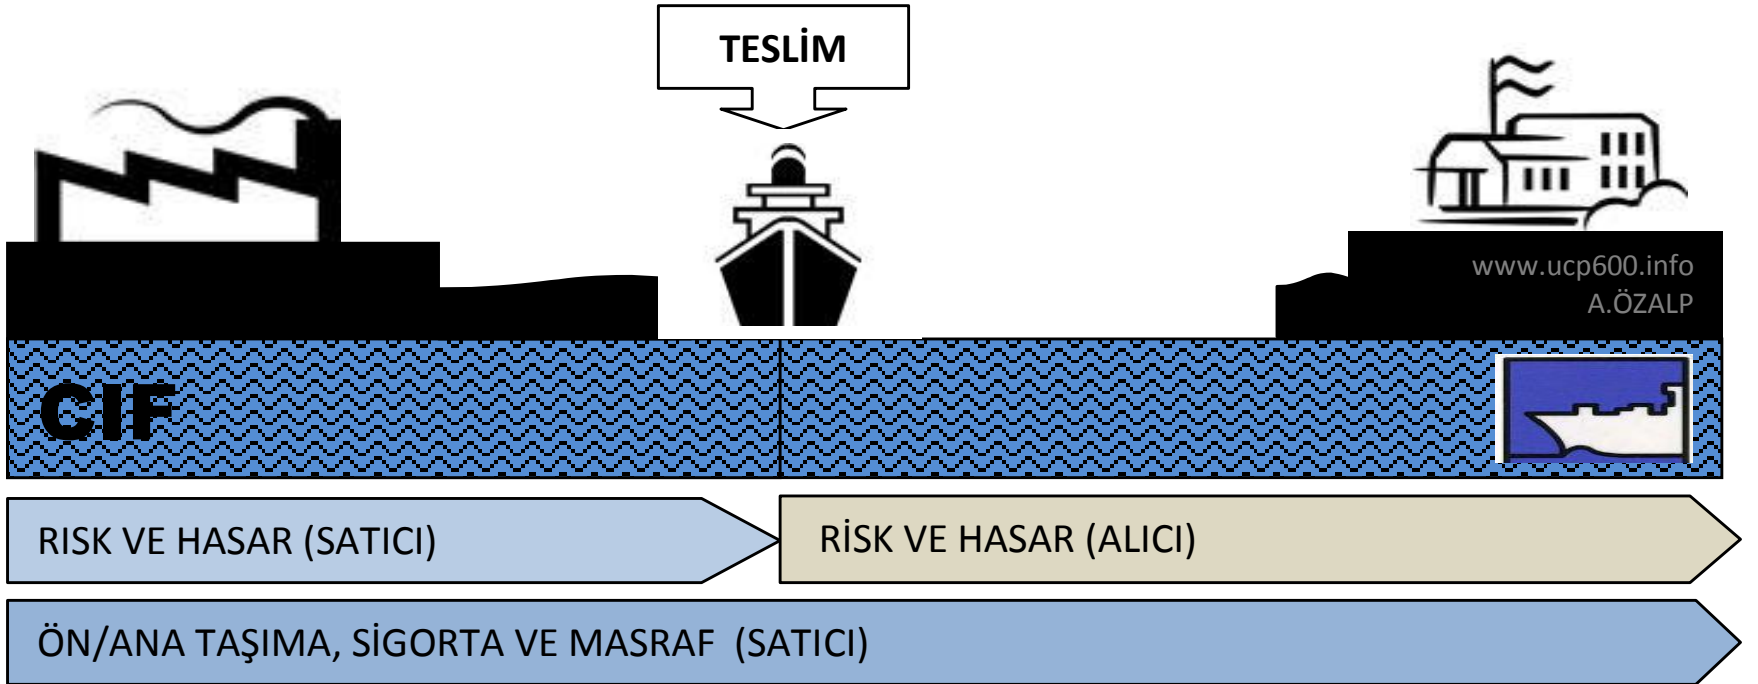 TESLİM
www.ucp600.info
A.ÖZALP
CIF
RISK VE HASAR (SATICI)
RİSK VE HASAR (ALICI)
ÖN/ANA TAŞIMA, SİGORTA VE MASRAF (SATICI)